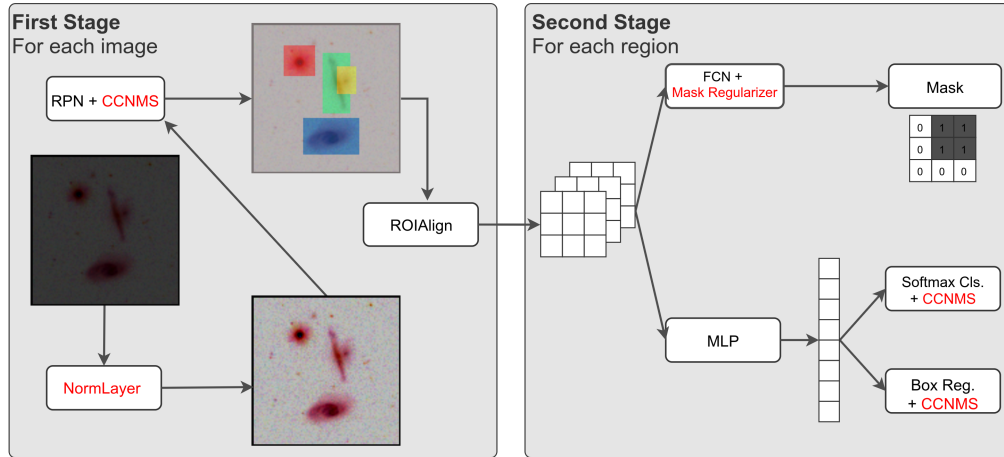 First Stage
For each image
RPN + CCNMS
ROIAlign
NormLayer
Second Stage
For each region
FCN +
Mask Regularizer
Mask
0 1 1
0 1 1
0 0 0
MLP
Softmax Cls.
+ CCNMS
Box Reg.
+ CCNMS